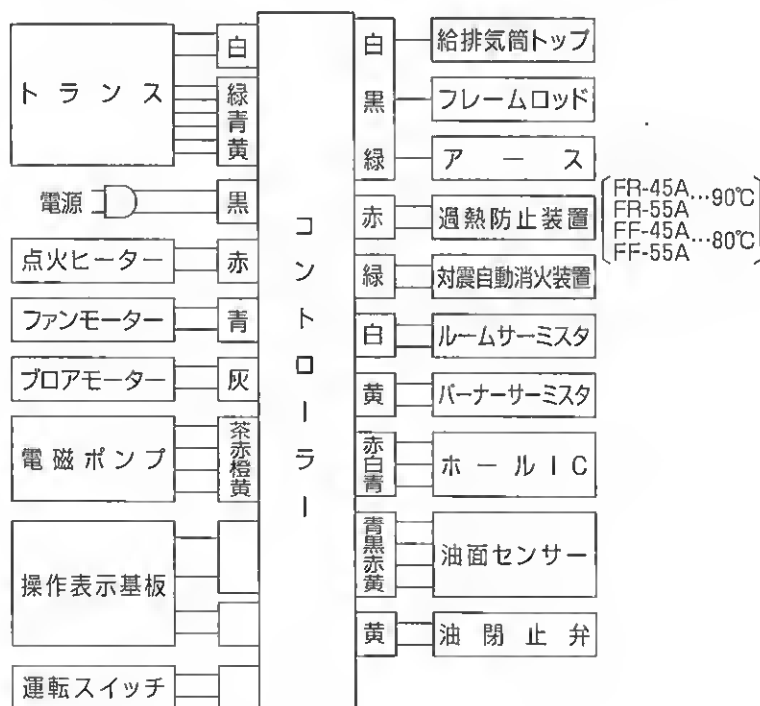 トランス
白
緑
青
黄
電源
黒
点火ヒーター
赤
ファンモーター
青
ブロアモーター
灰
電磁ポンプ
茶
赤
橙
黄
操作表示基板
運転スイッチ
コントローラー
白
給排気筒トップ
黒
フレームロッド
緑
アース
赤
過熱防止装置
FR-45A
FR-55A…90℃
FF-45A
FF-55A…80℃
緑
対震自動消火装置
白
ルームサーミスタ
黄
バーナーサーミスタ
赤
白
青
ホールIC
青
黒
赤
黄
油面センサー
黄
油閉止弁